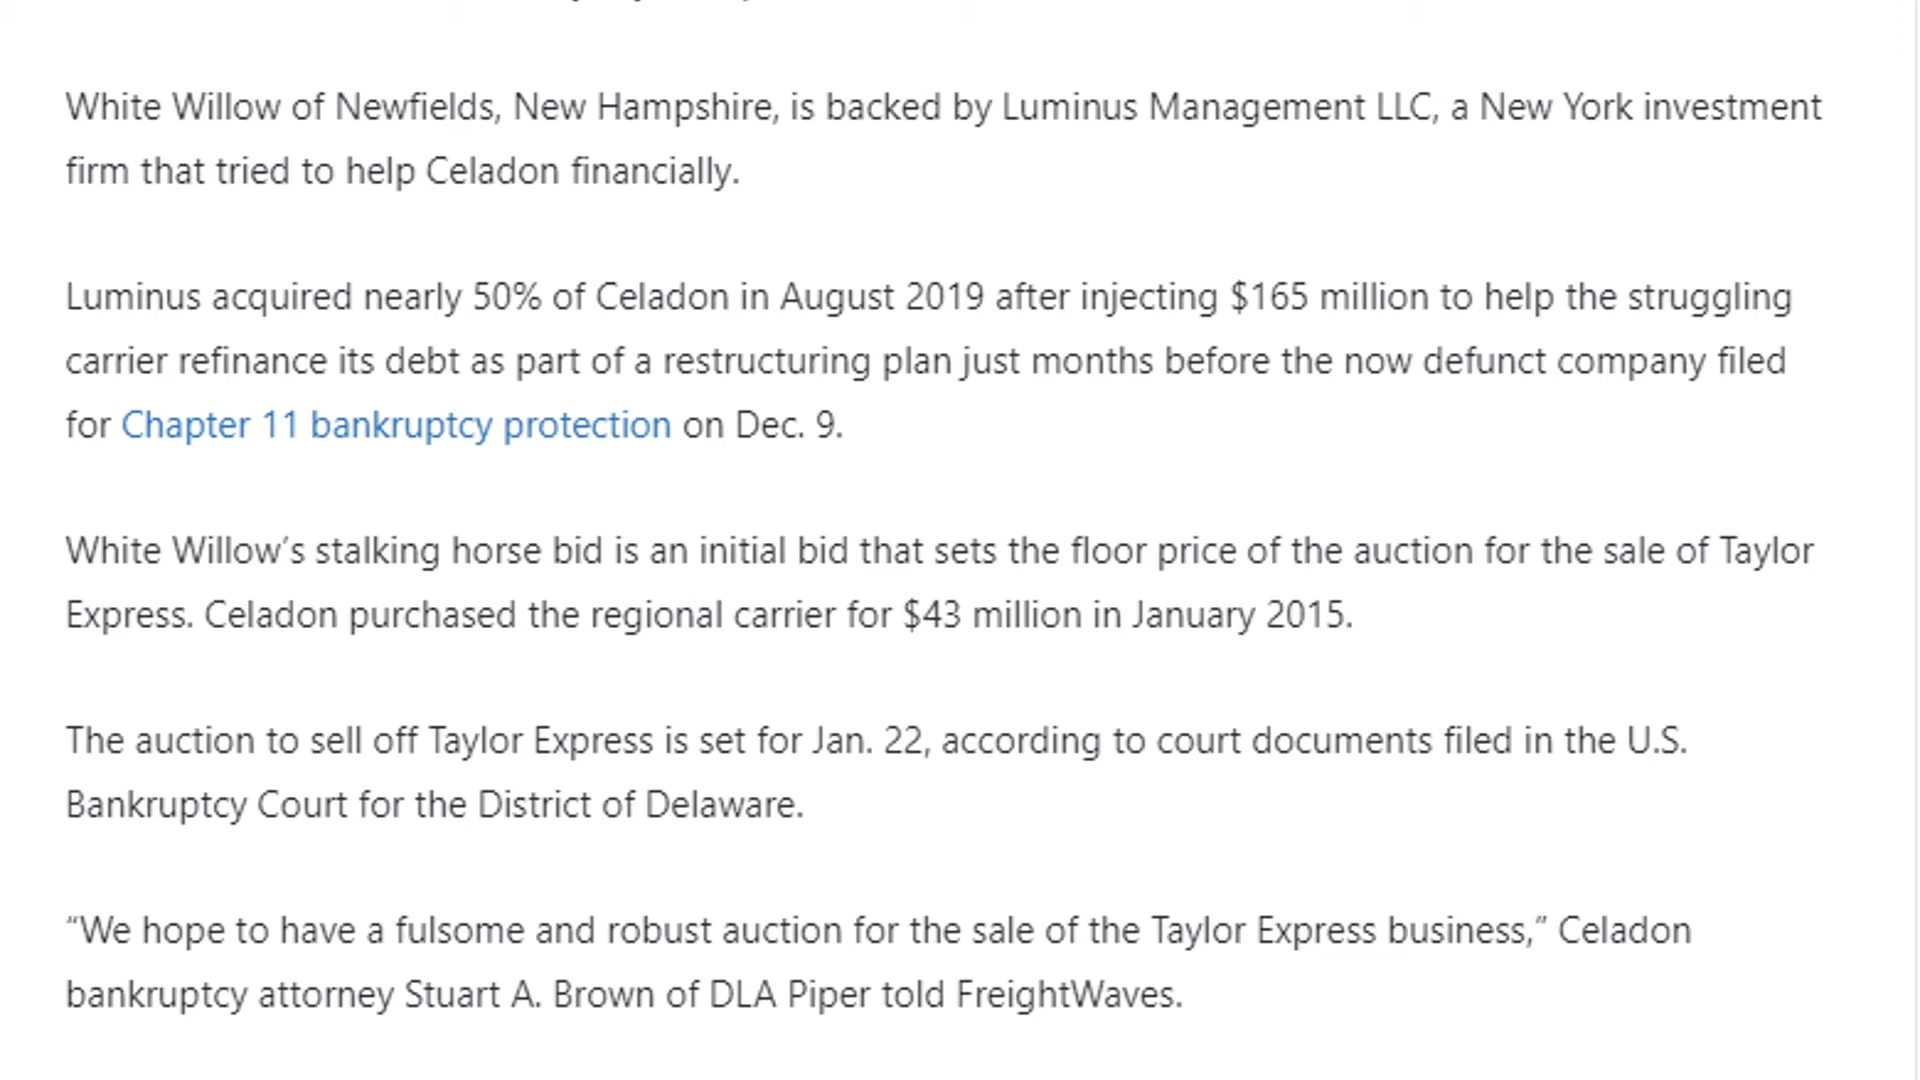 White Willow of Newfields, New Hampshire, is backed by Luminus Management LLC, a New York investment
firm that tried to help Celadon financially.
Luminus acquired nearly 50% of Celadon in August 2019 after injecting $165 million to help the struggling
carrier refinance its debt as part of a restructuring plan just months before the now defunct company filed
for Chapter 11 bankruptcy protection on Dec. 9.
White Willow’s stalking horse bid is an initial bid that sets the floor price of the auction for the sale of Taylor
Express. Celadon purchased the regional carrier for $43 million in January 2015.
The auction to sell off Taylor Express is set for Jan. 22, according to court documents filed in the U.S.
Bankruptcy Court for the District of Delaware.
“We hope to have a fulsome and robust auction for the sale of the Taylor Express business,” Celadon
bankruptcy attorney Stuart A. Brown of DLA Piper told FreightWaves.